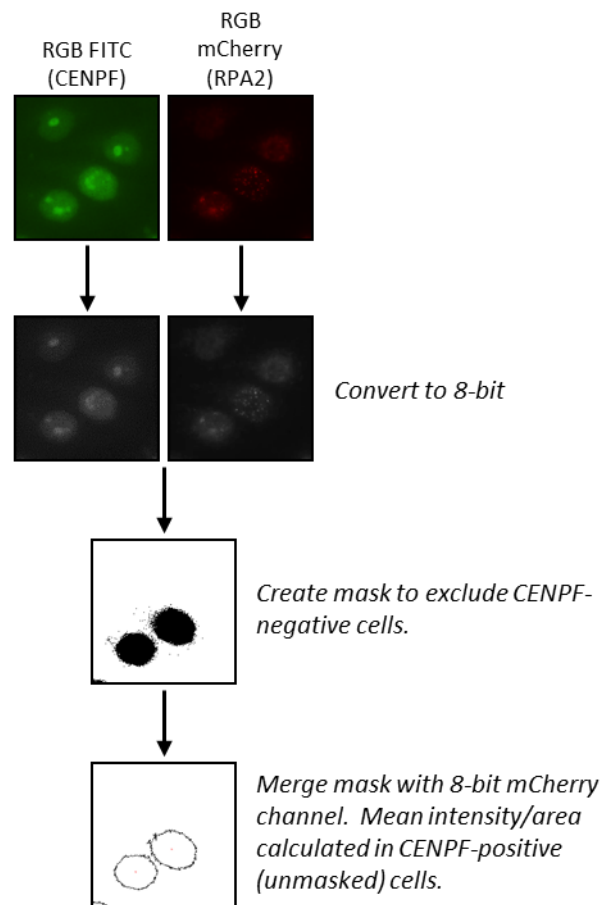 RGB FITC
(CENPF)
RGB
mCherry
(RPA2)
Convert to 8-bit
Create mask to exclude CENPF-
negative cells.
Merge mask with 8-bit mCherry
channel.  Mean intensity/area
calculated in CENPF-positive
(unmasked) cells.